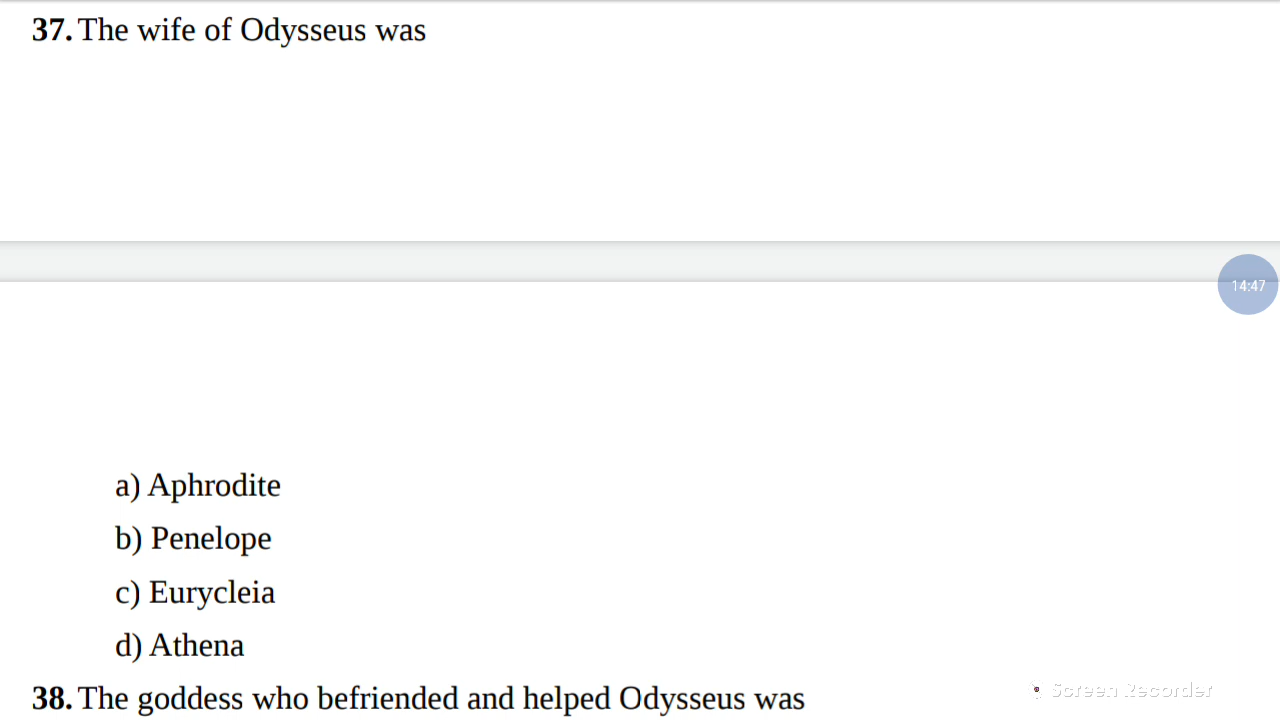 37. The wife of Odysseus was
14:47
a) Aphrodite
b) Penelope
c) Eurycleia
d) Athena
38. The goddess who befriended and helped Odysseus was
Screen Recorder